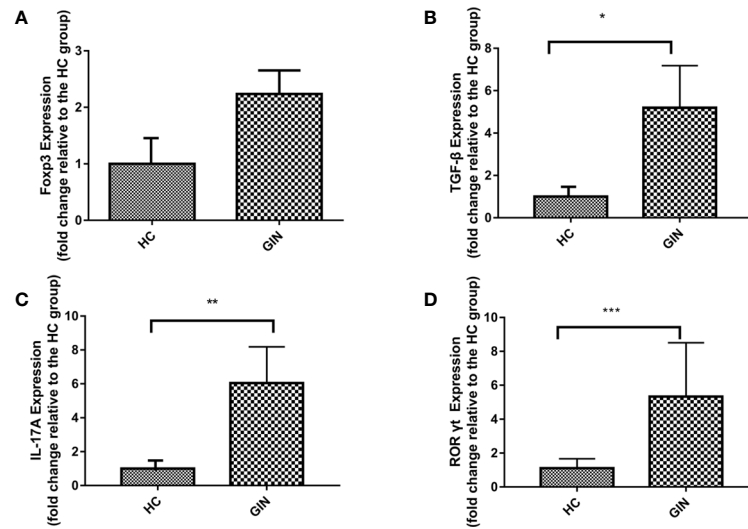 A
Foxp3 Expression
(fold change relative to the HC group)
3
2
1
0
HC
GIN
B
TGF-β Expression
(fold change relative to the HC group)
8
6
4
2
0
*
HC
GIN
C
IL-17A Expression
(fold change relative to the HC group)
10
8
6
4
2
0
**
HC
GIN
D
ROR γt Expression
(fold change relative to the HC group)
10
8
6
4
2
0
***
HC
GIN